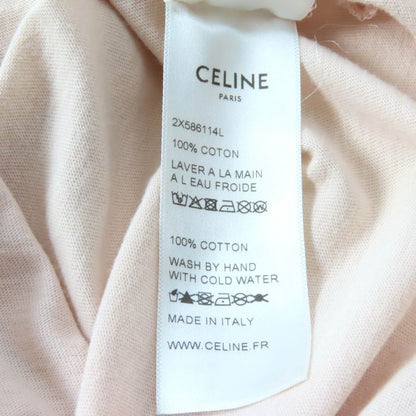 CELINE
PARIS
2X586114L
100% COTON
LAVER A LA MAIN
A L EAU FROIDE
100% COTTON
WASH BY HAND
WITH COLD WATER
MADE IN ITALY
WWW.CELINE.FR